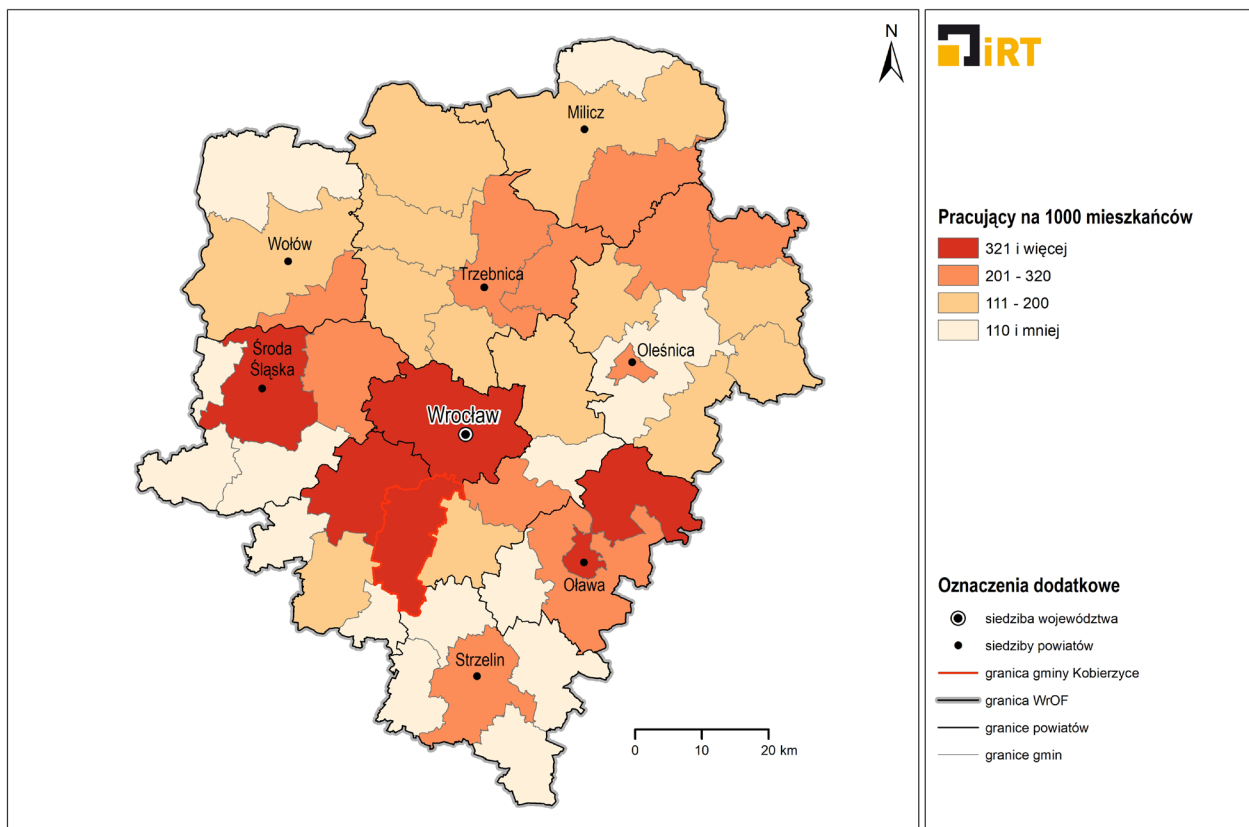 N
Milicz
Wołów
Trzebnica
Oleśnica
Środa
Śląska
Wrocław
Oława
Strzelin
0 10 20 km
iRT
Pracujący na 1000 mieszkańców
321 i więcej
201 - 320
111 - 200
110 i mniej
Oznaczenia dodatkowe
siedziba województwa
siedziby powiatów
granica gminy Kobierzyce
granica WrOF
granice powiatów
granice gmin